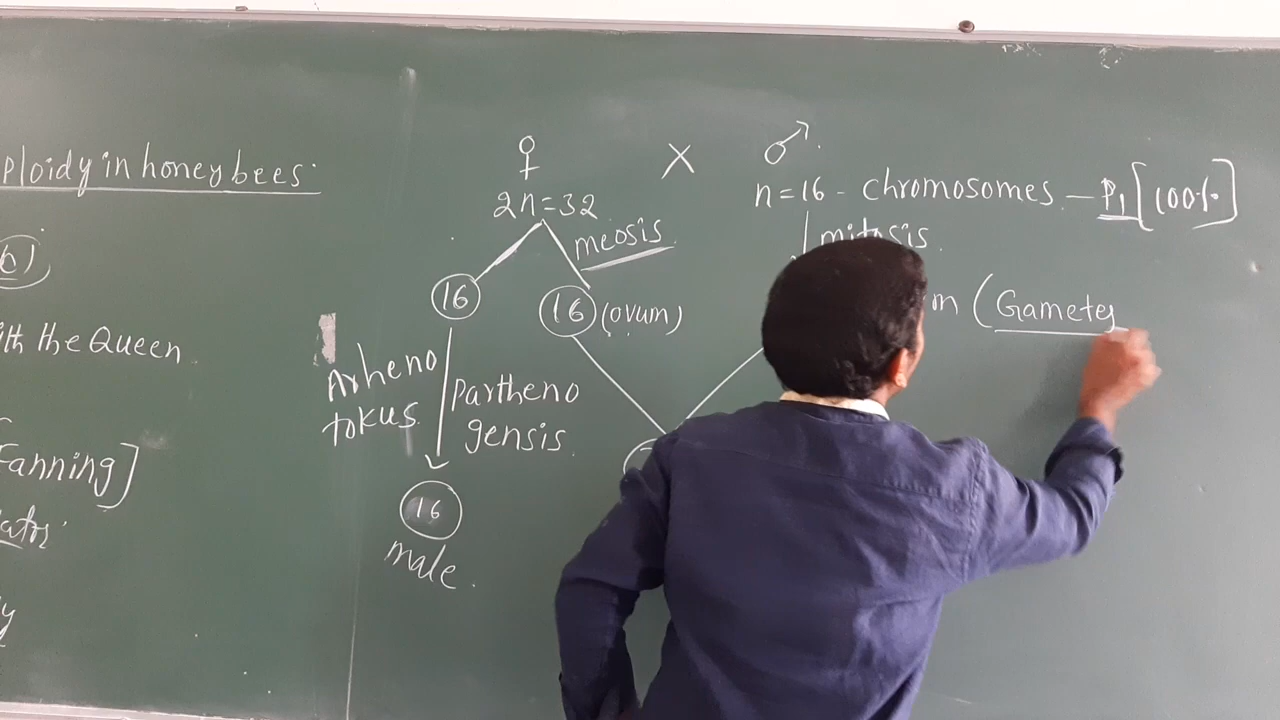 ploidy in honey bees.
ith the Queen
Fanning]
♀ X ♂
2n=32
meosis
n=16 - chromosomes - P1 [100%]
mitosis.
16
16 (ovum)
m (Gametes
Arheno
tokus
partheno
gensis.
16
male.